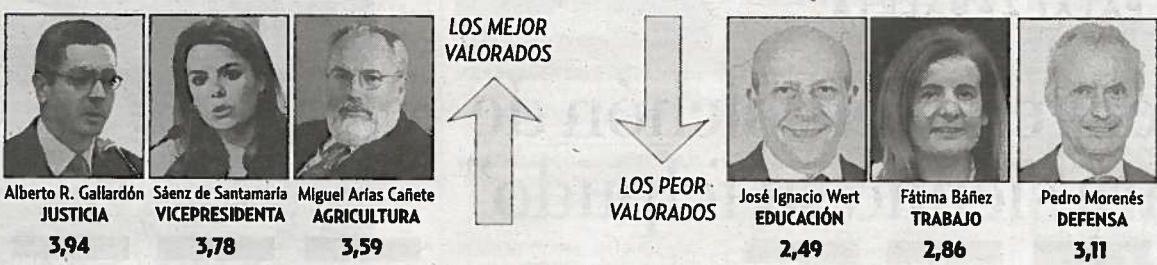 LOS MEJOR
VALORADOS
Alberto R. Gallardón
JUSTICIA
3,94
Sáenz de Santamaría
VICEPRESIDENTA
3,78
Miguel Arias Cañete
AGRICULTURA
3,59
LOS PEOR
VALORADOS
José Ignacio Wert
EDUCACIÓN
2,49
Fátima Báñez
TRABAJO
2,86
Pedro Morenés
DEFENSA
3,11